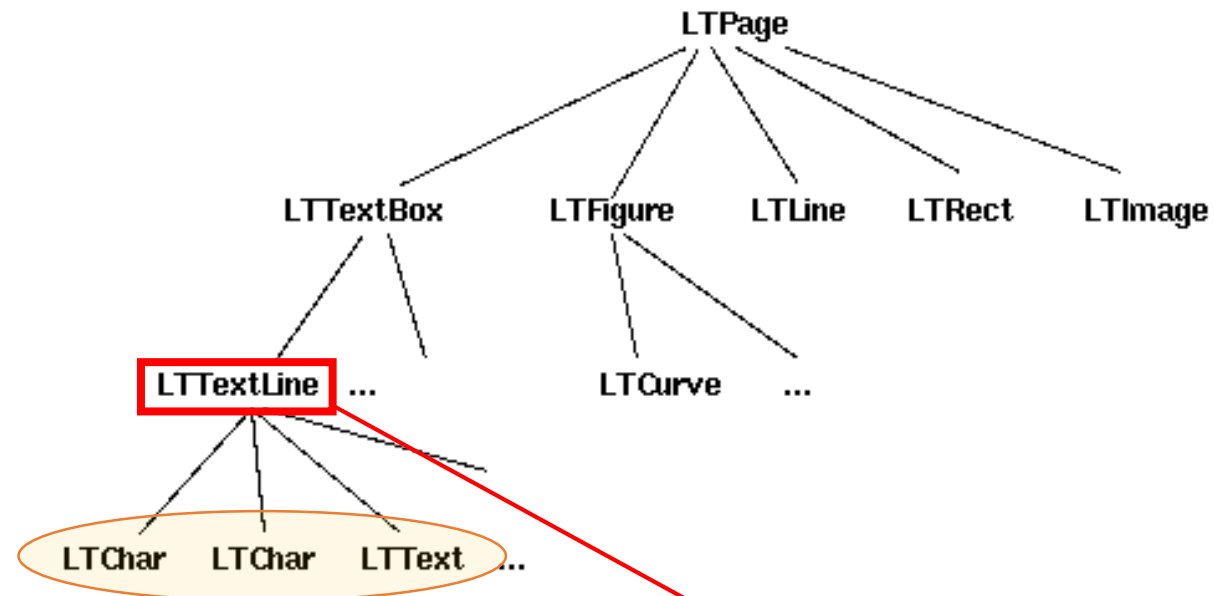 LTPage
LTTextBox LTFigure LTLine LTRect LTImage
LTTextLine ... LTCurve ...
LTChar LTChar LTText ...